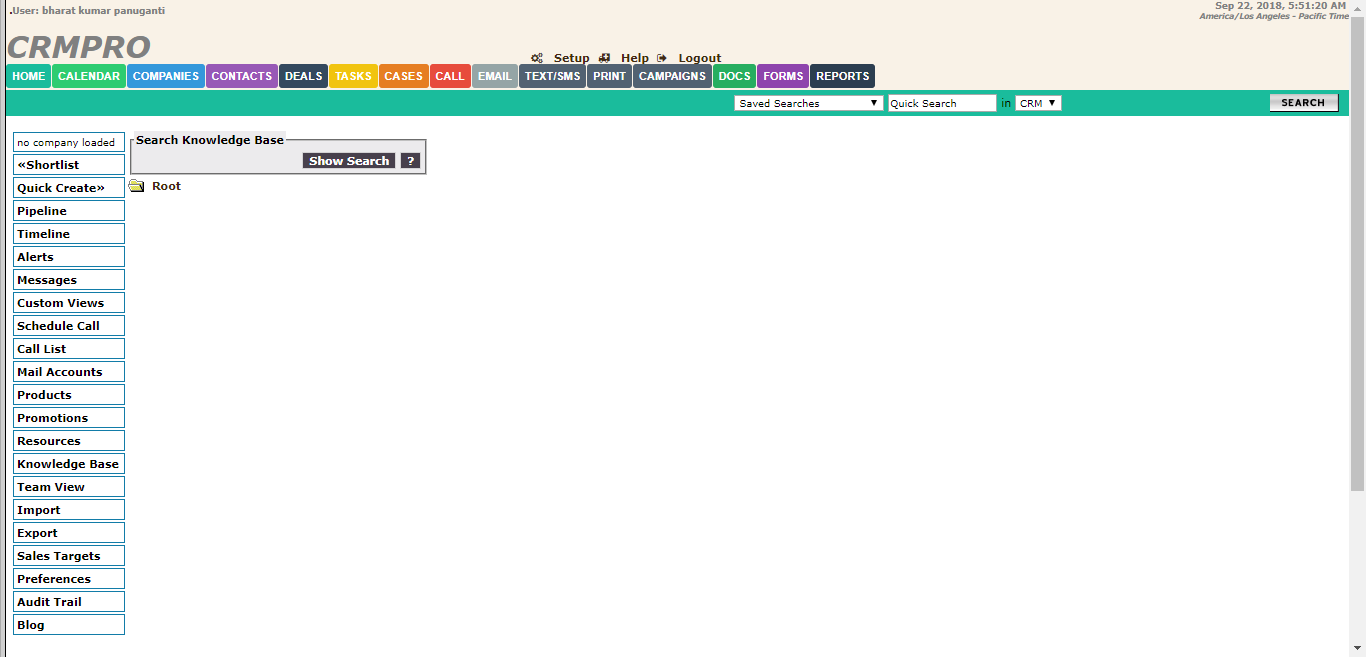 .User: bharat kumar panuganti
Sep 22, 2018, 5:51:20 AM
America/Los Angeles - Pacific Time
CRMPRO
Setup Help Logout
HOME CALENDAR COMPANIES CONTACTS DEALS TASKS CASES CALL EMAIL TEXT/SMS PRINT CAMPAIGNS DOCS FORMS REPORTS
Saved Searches Quick Search in CRM SEARCH
no company loaded
«Shortlist
Quick Create»
Pipeline
Timeline
Alerts
Messages
Custom Views
Schedule Call
Call List
Mail Accounts
Products
Promotions
Resources
Knowledge Base
Team View
Import
Export
Sales Targets
Preferences
Audit Trail
Blog
Search Knowledge Base
Show Search ?
Root